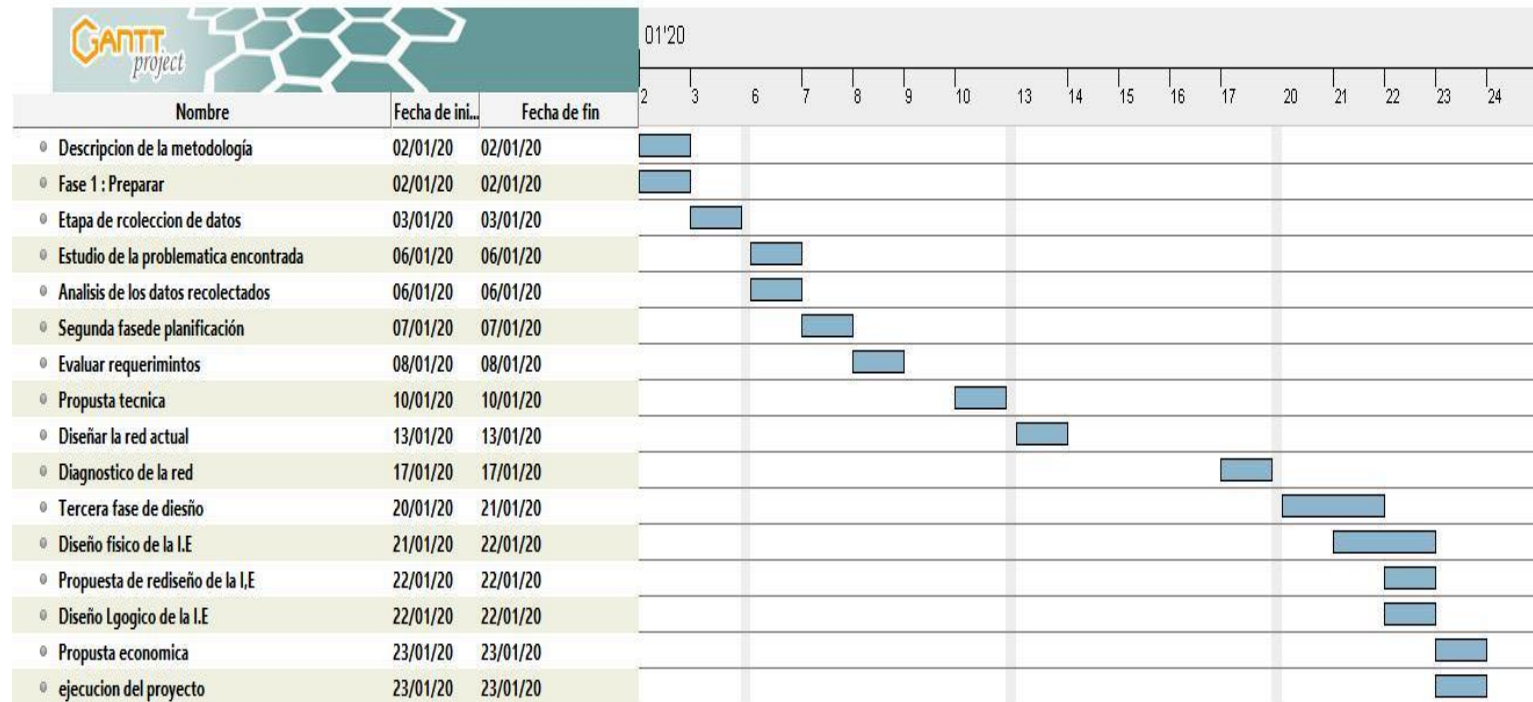 GANTT
project
01'20
2 3 6 7 8 9 10 13 14 15 16 17 20 21 22 23 24
Nombre Fecha de ini... Fecha de fin
Descripcion de la metodología 02/01/20 02/01/20
Fase 1 : Preparar 02/01/20 02/01/20
Etapa de rcoleccion de datos 03/01/20 03/01/20
Estudio de la problematica encontrada 06/01/20 06/01/20
Analisis de los datos recolectados 06/01/20 06/01/20
Segunda fasede planificación 07/01/20 07/01/20
Evaluar requerimintos 08/01/20 08/01/20
Propusta tecnica 10/01/20 10/01/20
Diseñar la red actual 13/01/20 13/01/20
Diagnostico de la red 17/01/20 17/01/20
Tercera fase de diesño 20/01/20 21/01/20
Diseño fisico de la I.E 21/01/20 22/01/20
Propuesta de rediseño de la I,E 22/01/20 22/01/20
Diseño Lgogico de la I.E 22/01/20 22/01/20
Propusta economica 23/01/20 23/01/20
ejecucion del proyecto 23/01/20 23/01/20